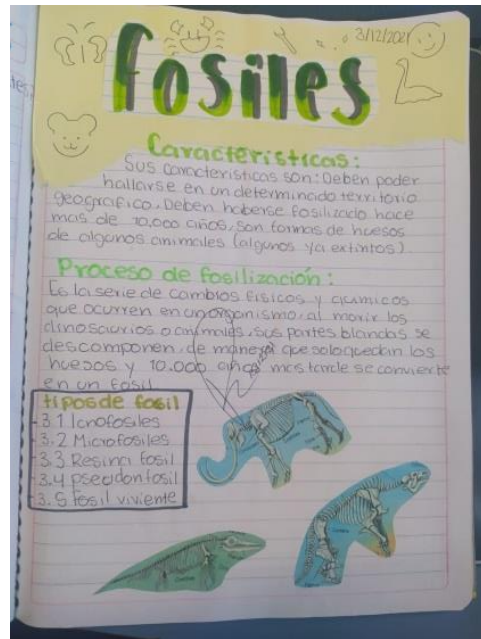 3/12/2021
fosiles
Caracteristicas:
Sus caracteristicas son: Deben poder
hallarse en un determinado territorio
geografico, Deben haberse fosilizado hace
mas de 10.000 años, son formas de huesos
de algunos animales (algunos ya extintos)
Proceso de fosilización:
Es la serie de cambios fisicos y quimicos
que ocurren en un organismo, al morir los
dinosaurios o animales, sus partes blandas se
descomponen, de manera que solo quedan los
huesos y 10.000 años mas tarde se convierte
en un fosil
tipos de fosil
3.1 Icnofosiles
3.2 Microfosiles
3.3 Resina fosil
3.4 pseodonfosil
3.5 fosil viviente